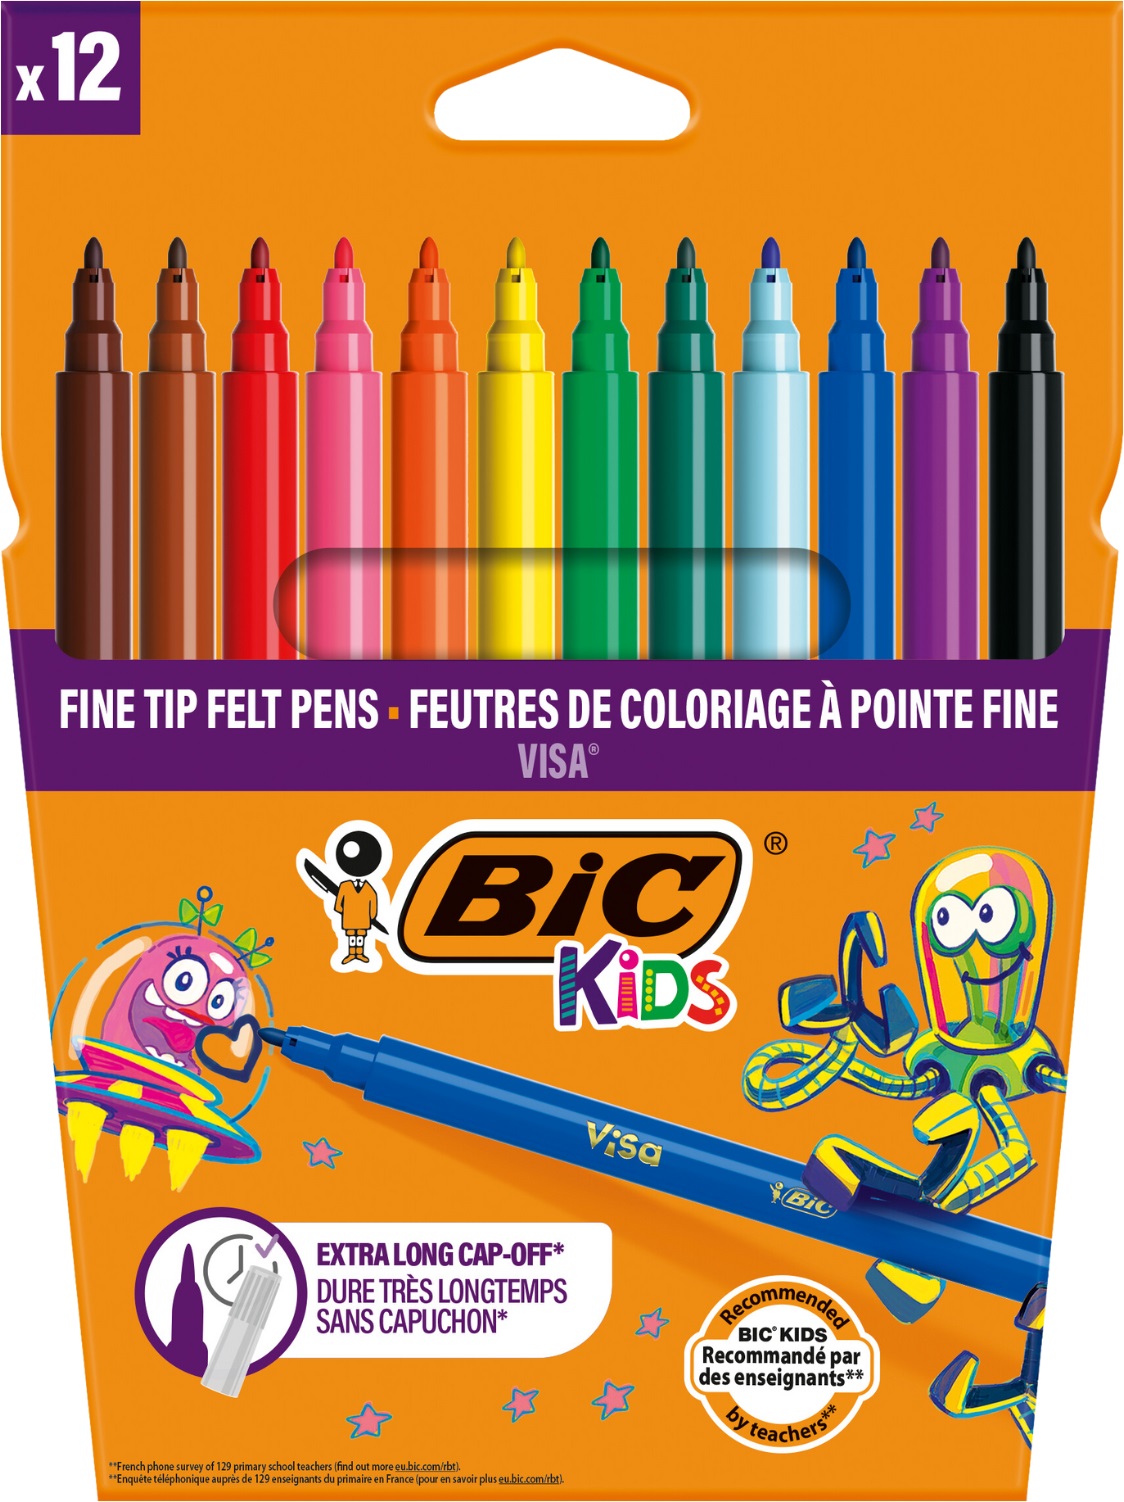 x12
FINE TIP FELT PENS ▪ FEUTRES DE COLORIAGE À POINTE FINE
VISA®
BiC ®
KiDS
Visa
BiC
EXTRA LONG CAP-OFF*
DURE TRÈS LONGTEMPS
SANS CAPUCHON*
Recommended
BIC® KIDS
Recommandé par
des enseignants**
by teachers**
**French phone survey of 129 primary school teachers (find out more eu.bic.com/rbt).
**Enquête téléphonique auprès de 129 enseignants du primaire en France (pour en savoir plus eu.bic.com/rbt).